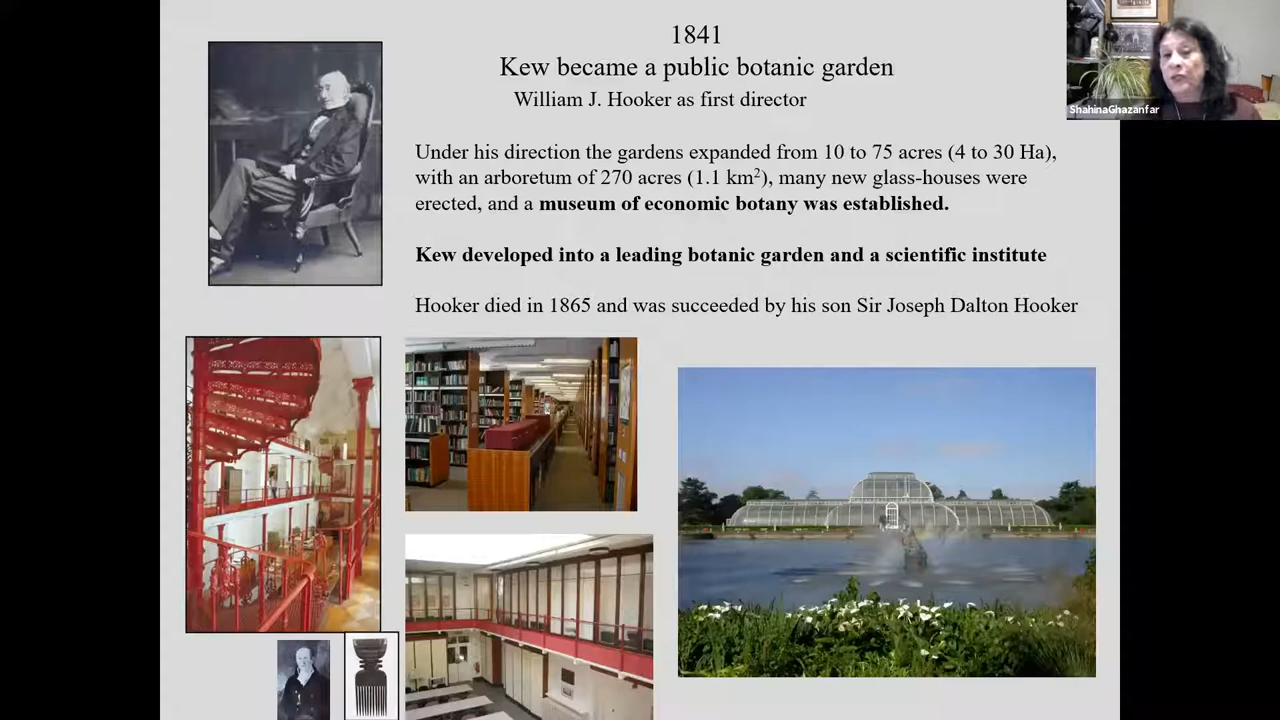 1841
Kew became a public botanic garden
William J. Hooker as first director
ShahinaGhazanfar
Under his direction the gardens expanded from 10 to 75 acres (4 to 30 Ha),
with an arboretum of 270 acres (1.1 km²), many new glass-houses were
erected, and a museum of economic botany was established.
Kew developed into a leading botanic garden and a scientific institute
Hooker died in 1865 and was succeeded by his son Sir Joseph Dalton Hooker